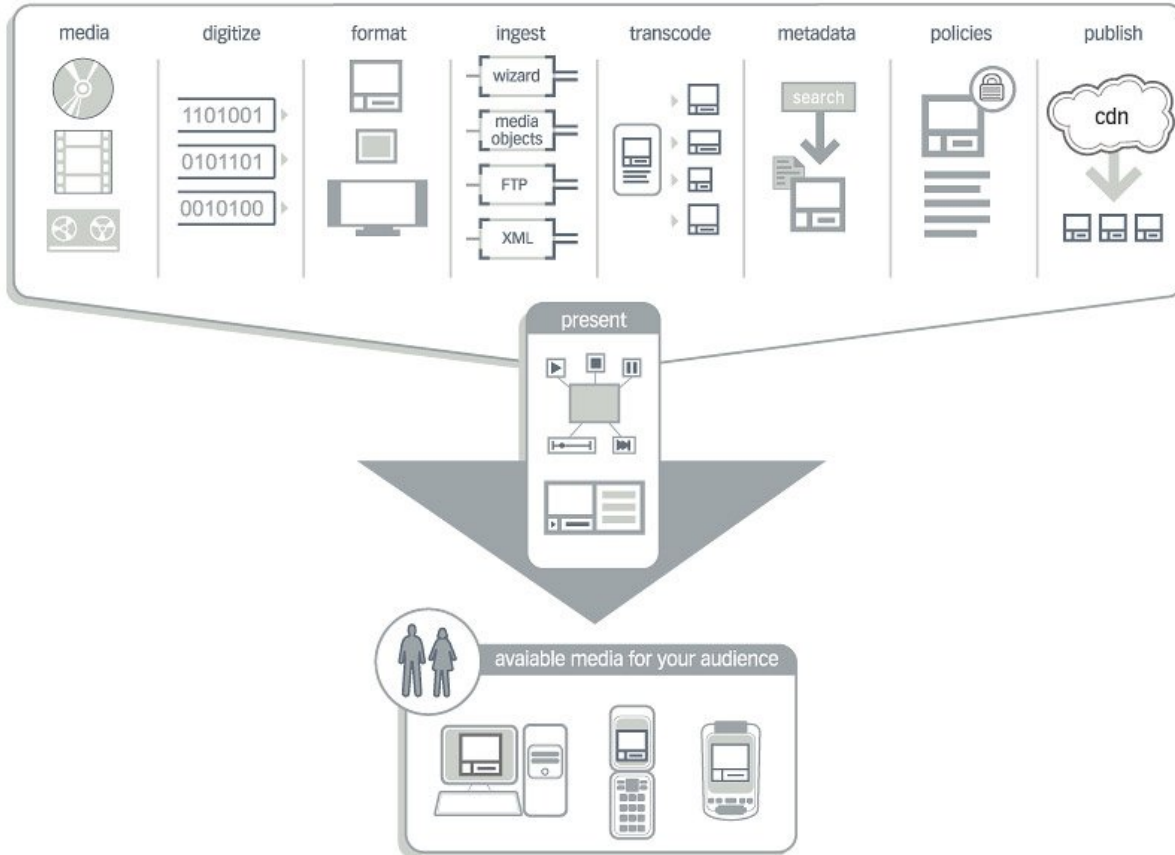 media
digitize
format
ingest
transcode
metadata
policies
publish
1101001
0101101
0010100
wizard
media
objects
FTP
XML
search
cdn
present
avaiable media for your audience